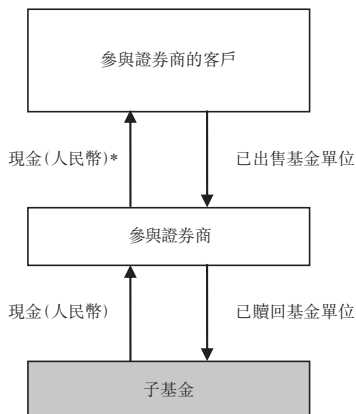 參與證券商的客戶
現金(人民幣)*
已出售基金單位
參與證券商
現金(人民幣)
已贖回基金單位
子基金